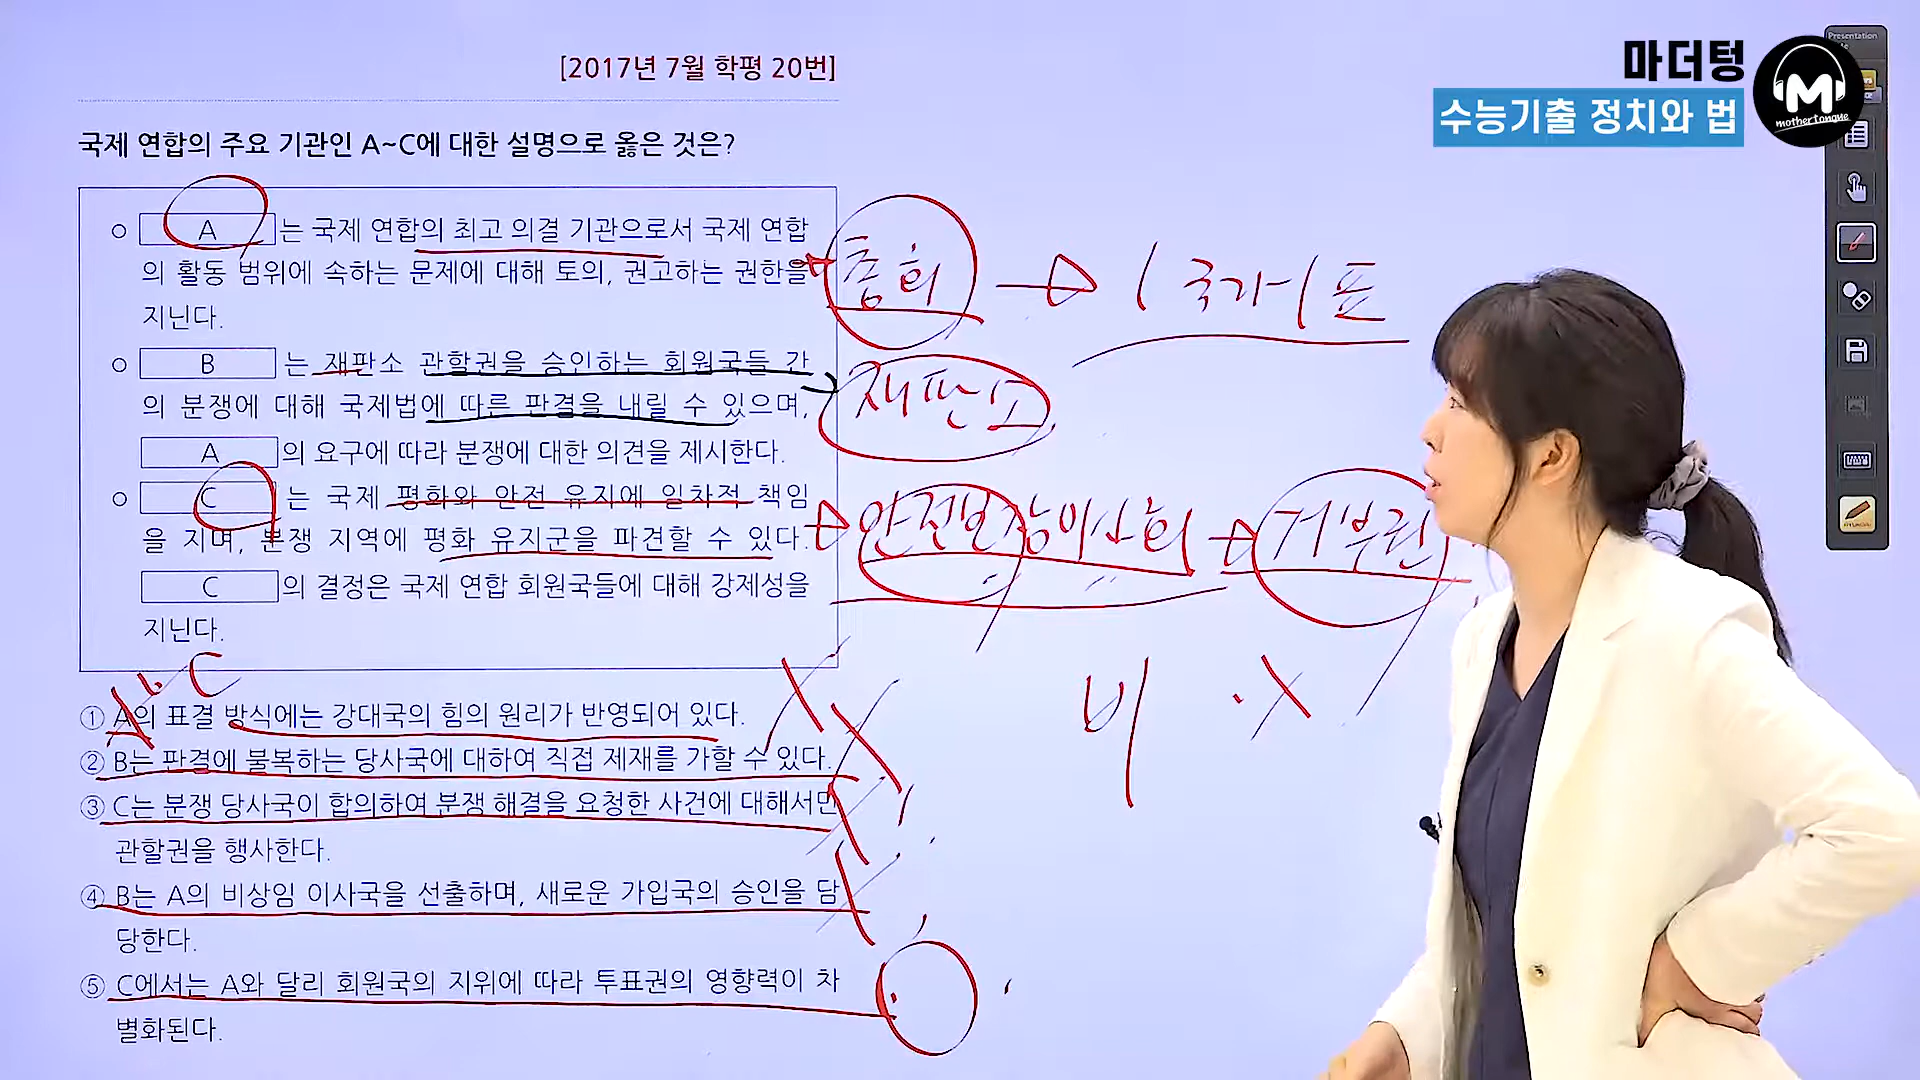 [2017년 7월 학평 20번]
마더텅
수능기출 정치와 법
M
mothertongue
Presentation
국제 연합의 주요 기관인 A~C에 대한 설명으로 옳은 것은?
○ A 는 국제 연합의 최고 의결 기관으로서 국제 연합
의 활동 범위에 속하는 문제에 대해 토의, 권고하는 권한을
지닌다.
○ B 는 재판소 관할권을 승인하는 회원국들 간
의 분쟁에 대해 국제법에 따른 판결을 내릴 수 있으며,
A 의 요구에 따라 분쟁에 대한 의견을 제시한다.
○ C 는 국제 평화와 안전 유지에 일차적 책임
을 지며, 분쟁 지역에 평화 유지군을 파견할 수 있다.
C 의 결정은 국제 연합 회원국들에 대해 강제성을
지닌다.
총회 → 1국가 1표
재판소
안전보장이사회 → 거부권
비
C
① A의 표결 방식에는 강대국의 힘의 원리가 반영되어 있다.
② B는 판결에 불복하는 당사국에 대하여 직접 제재를 가할 수 있다.
③ C는 분쟁 당사국이 합의하여 분쟁 해결을 요청한 사건에 대해서만
관할권을 행사한다.
④ B는 A의 비상임 이사국을 선출하며, 새로운 가입국의 승인을 담
당한다.
⑤ C에서는 A와 달리 회원국의 지위에 따라 투표권의 영향력이 차
별화된다.